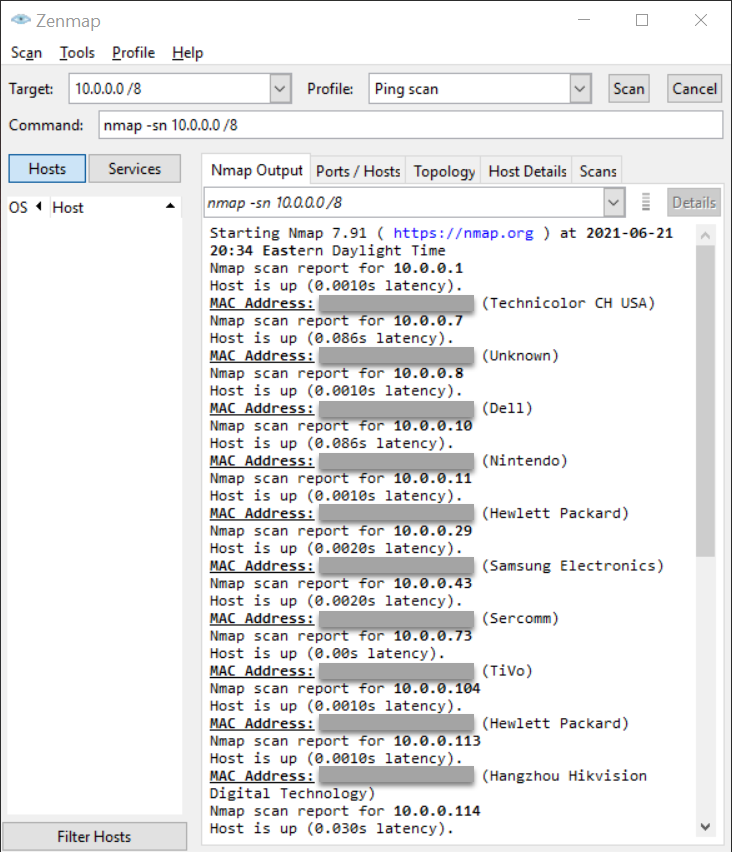 Zenmap
Scan Tools Profile Help
Target: 10.0.0.0 /8 Profile: Ping scan Scan Cancel
Command: nmap -sn 10.0.0.0 /8
Hosts Services
Nmap Output Ports / Hosts Topology Host Details Scans
OS Host
nmap -sn 10.0.0.0 /8 Details
Starting Nmap 7.91 ( https://nmap.org ) at 2021-06-21
20:34 Eastern Daylight Time
Nmap scan report for 10.0.0.1
Host is up (0.0010s latency).
MAC Address: (Technicolor CH USA)
Nmap scan report for 10.0.0.7
Host is up (0.086s latency).
MAC Address: (Unknown)
Nmap scan report for 10.0.0.8
Host is up (0.0010s latency).
MAC Address: (Dell)
Nmap scan report for 10.0.0.10
Host is up (0.086s latency).
MAC Address: (Nintendo)
Nmap scan report for 10.0.0.11
Host is up (0.0010s latency).
MAC Address: (Hewlett Packard)
Nmap scan report for 10.0.0.29
Host is up (0.0020s latency).
MAC Address: (Samsung Electronics)
Nmap scan report for 10.0.0.43
Host is up (0.0020s latency).
MAC Address: (Sercomm)
Nmap scan report for 10.0.0.73
Host is up (0.00s latency).
MAC Address: (TiVo)
Nmap scan report for 10.0.0.104
Host is up (0.0010s latency).
MAC Address: (Hewlett Packard)
Nmap scan report for 10.0.0.113
Host is up (0.0010s latency).
MAC Address: (Hangzhou Hikvision
Digital Technology)
Nmap scan report for 10.0.0.114
Host is up (0.030s latency).
Filter Hosts